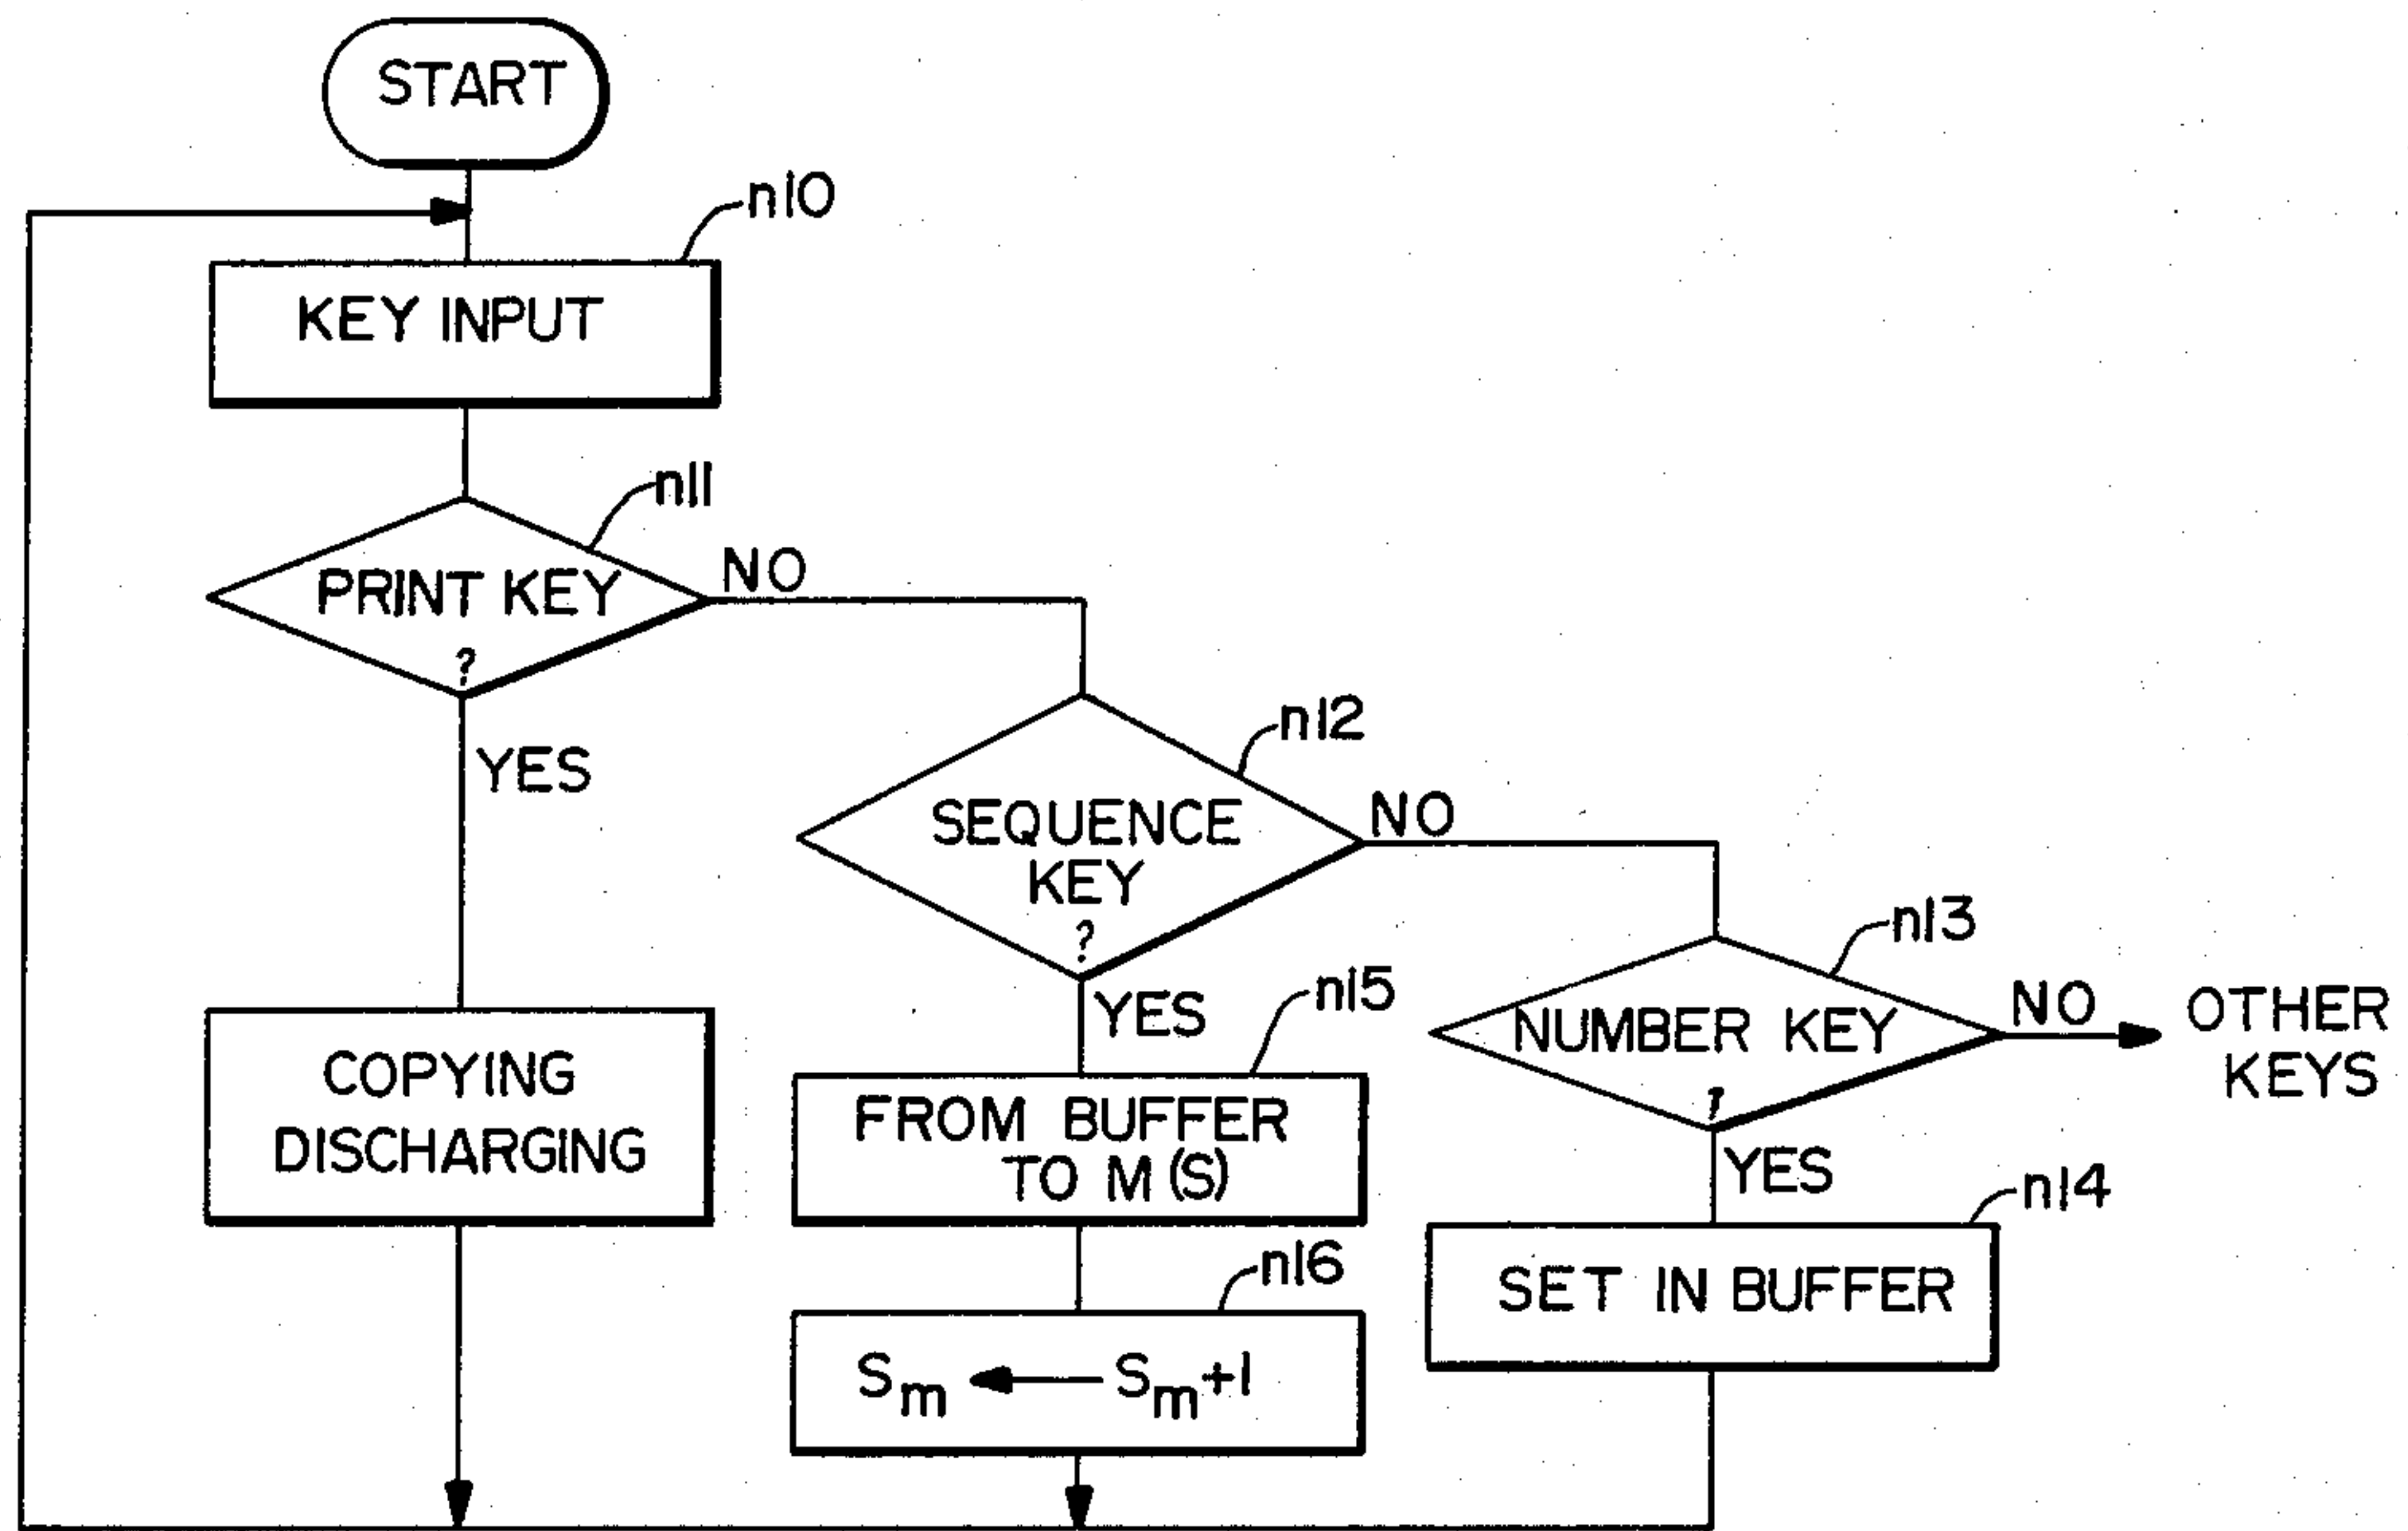 START
n10
KEY INPUT
n11
PRINT KEY
?
NO
YES
n12
SEQUENCE
KEY
?
NO
YES
n13
NUMBER KEY
?
NO
OTHER
KEYS
YES
COPYING
DISCHARGING
n15
FROM BUFFER
TO M(S)
n14
SET IN BUFFER
n16
Sm ← Sm+1